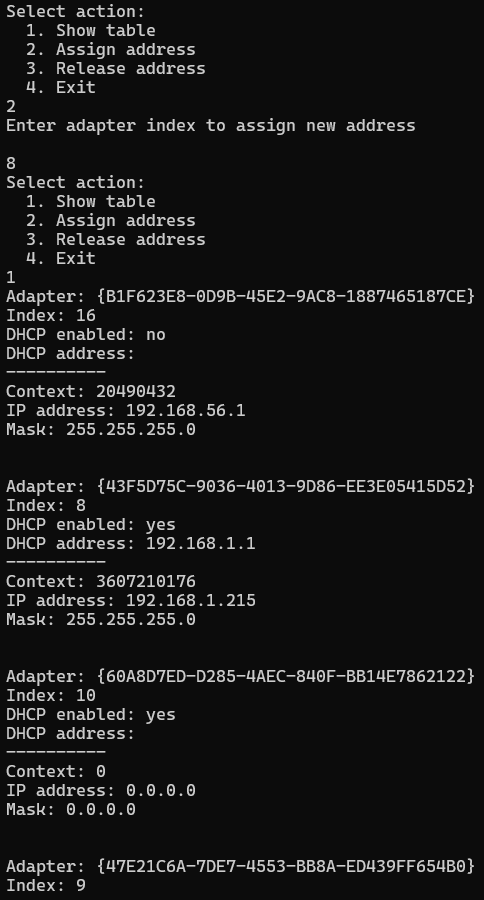 Select action:
  1. Show table
  2. Assign address
  3. Release address
  4. Exit
2
Enter adapter index to assign new address

8
Select action:
  1. Show table
  2. Assign address
  3. Release address
  4. Exit
1
Adapter: {B1F623E8-0D9B-45E2-9AC8-1887465187CE}
Index: 16
DHCP enabled: no
DHCP address:
----------
Context: 20490432
IP address: 192.168.56.1
Mask: 255.255.255.0


Adapter: {43F5D75C-9036-4013-9D86-EE3E05415D52}
Index: 8
DHCP enabled: yes
DHCP address: 192.168.1.1
----------
Context: 3607210176
IP address: 192.168.1.215
Mask: 255.255.255.0


Adapter: {60A8D7ED-D285-4AEC-840F-BB14E7862122}
Index: 10
DHCP enabled: yes
DHCP address:
----------
Context: 0
IP address: 0.0.0.0
Mask: 0.0.0.0


Adapter: {47E21C6A-7DE7-4553-BB8A-ED439FF654B0}
Index: 9